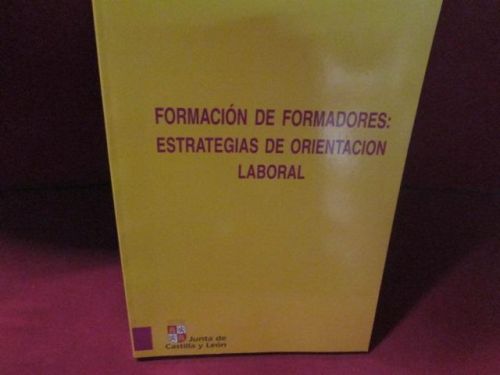 FORMACIÓN DE FORMADORES:
ESTRATEGIAS DE ORIENTACION
LABORAL
Junta de
Castilla y León